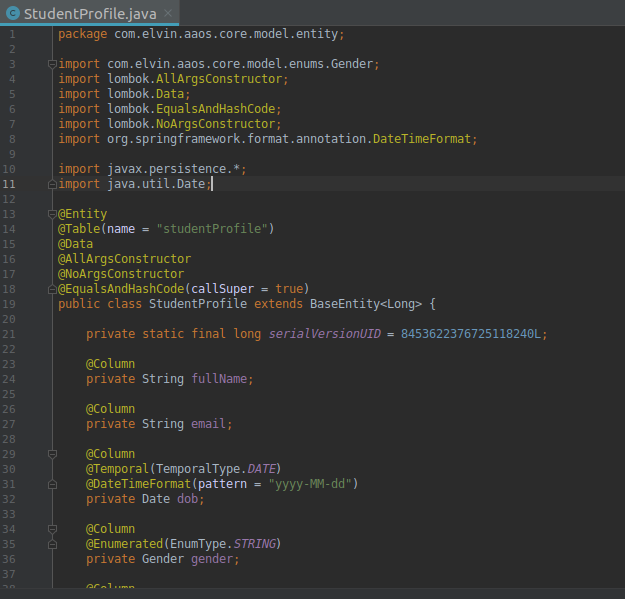 StudentProfile.java
1 package com.elvin.aaos.core.model.entity;
2
3 import com.elvin.aaos.core.model.enums.Gender;
4 import lombok.AllArgsConstructor;
5 import lombok.Data;
6 import lombok.EqualsAndHashCode;
7 import lombok.NoArgsConstructor;
8 import org.springframework.format.annotation.DateTimeFormat;
9
10 import javax.persistence.*;
11 import java.util.Date;
12
13 @Entity
14 @Table(name = "studentProfile")
15 @Data
16 @AllArgsConstructor
17 @NoArgsConstructor
18 @EqualsAndHashCode(callSuper = true)
19 public class StudentProfile extends BaseEntity<Long> {
20
21 private static final long serialVersionUID = 8453622376725118240L;
22
23 @Column
24 private String fullName;
25
26 @Column
27 private String email;
28
29 @Column
30 @Temporal(TemporalType.DATE)
31 @DateTimeFormat(pattern = "yyyy-MM-dd")
32 private Date dob;
33
34 @Column
35 @Enumerated(EnumType.STRING)
36 private Gender gender;
37
38 @Column